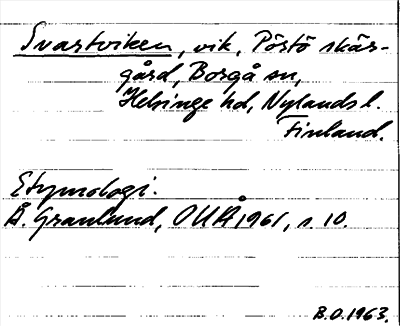 Svartviken, vik, Pörtö skär-
gård, Borgå sn,
Helsinge hd, Nylands l.
Finland.
Etymologi.
Å. Granlund, OUÅ 1961, s. 10.
B.O. 1963.